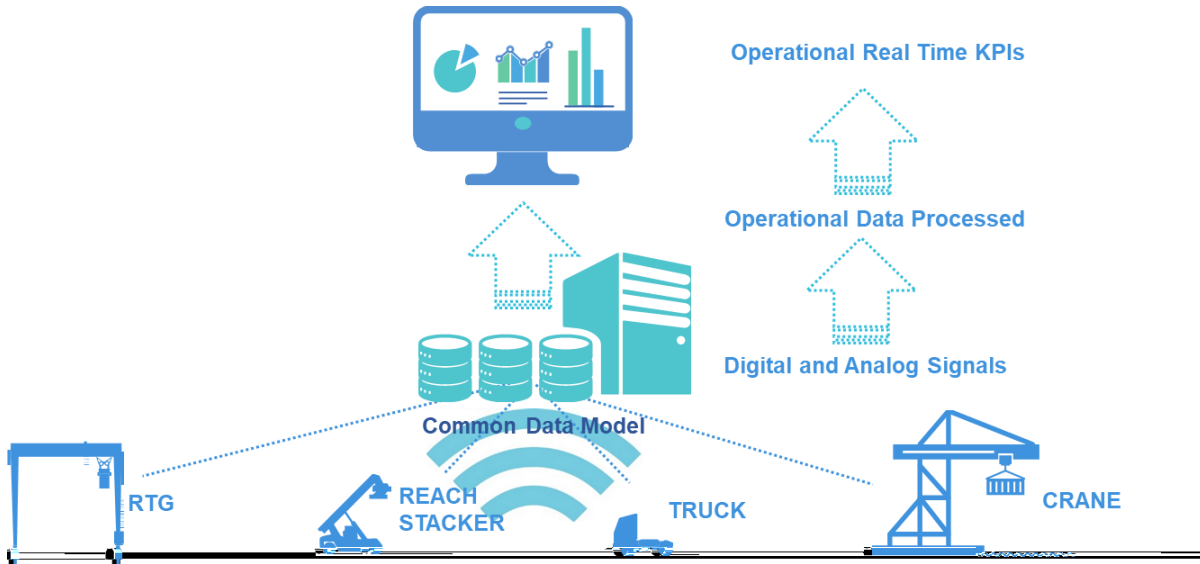 Operational Real Time KPIs
Operational Data Processed
Digital and Analog Signals
Common Data Model
RTG
REACH
STACKER
TRUCK
CRANE